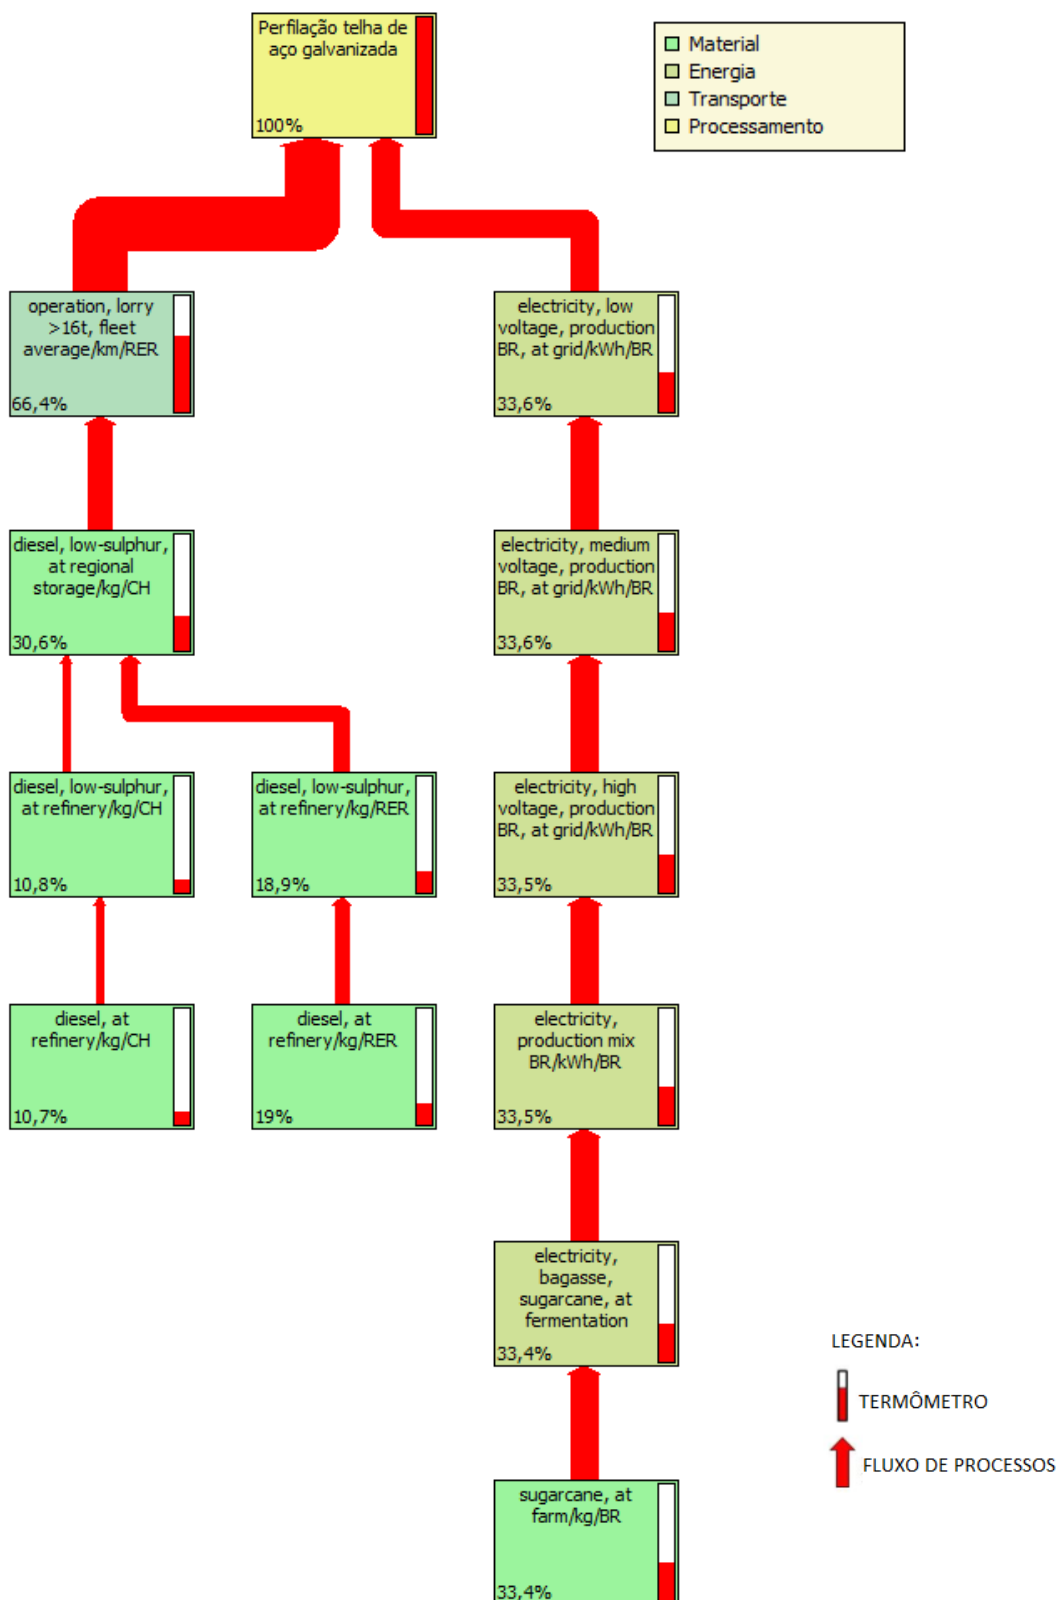 Perfilação telha de
aço galvanizada
100%
Material
Energia
Transporte
Processamento
operation, lorry
>16t, fleet
average/km/RER
66,4%
electricity, low
voltage, production
BR, at grid/kWh/BR
33,6%
diesel, low-sulphur,
at regional
storage/kg/CH
30,6%
electricity, medium
voltage, production
BR, at grid/kWh/BR
33,6%
diesel, low-sulphur,
at refinery/kg/CH
10,8%
diesel, low-sulphur,
at refinery/kg/RER
18,9%
electricity, high
voltage, production
BR, at grid/kWh/BR
33,5%
diesel, at
refinery/kg/CH
10,7%
diesel, at
refinery/kg/RER
19%
electricity,
production mix
BR/kWh/BR
33,5%
electricity,
bagasse,
sugarcane, at
fermentation
33,4%
LEGENDA:
TERMÔMETRO
FLUXO DE PROCESSOS
sugarcane, at
farm/kg/BR
33,4%